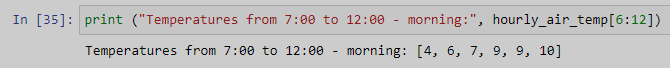 In [35]: print ("Temperatures from 7:00 to 12:00 - morning:", hourly_air_temp[6:12])
Temperatures from 7:00 to 12:00 - morning: [4, 6, 7, 9, 9, 10]